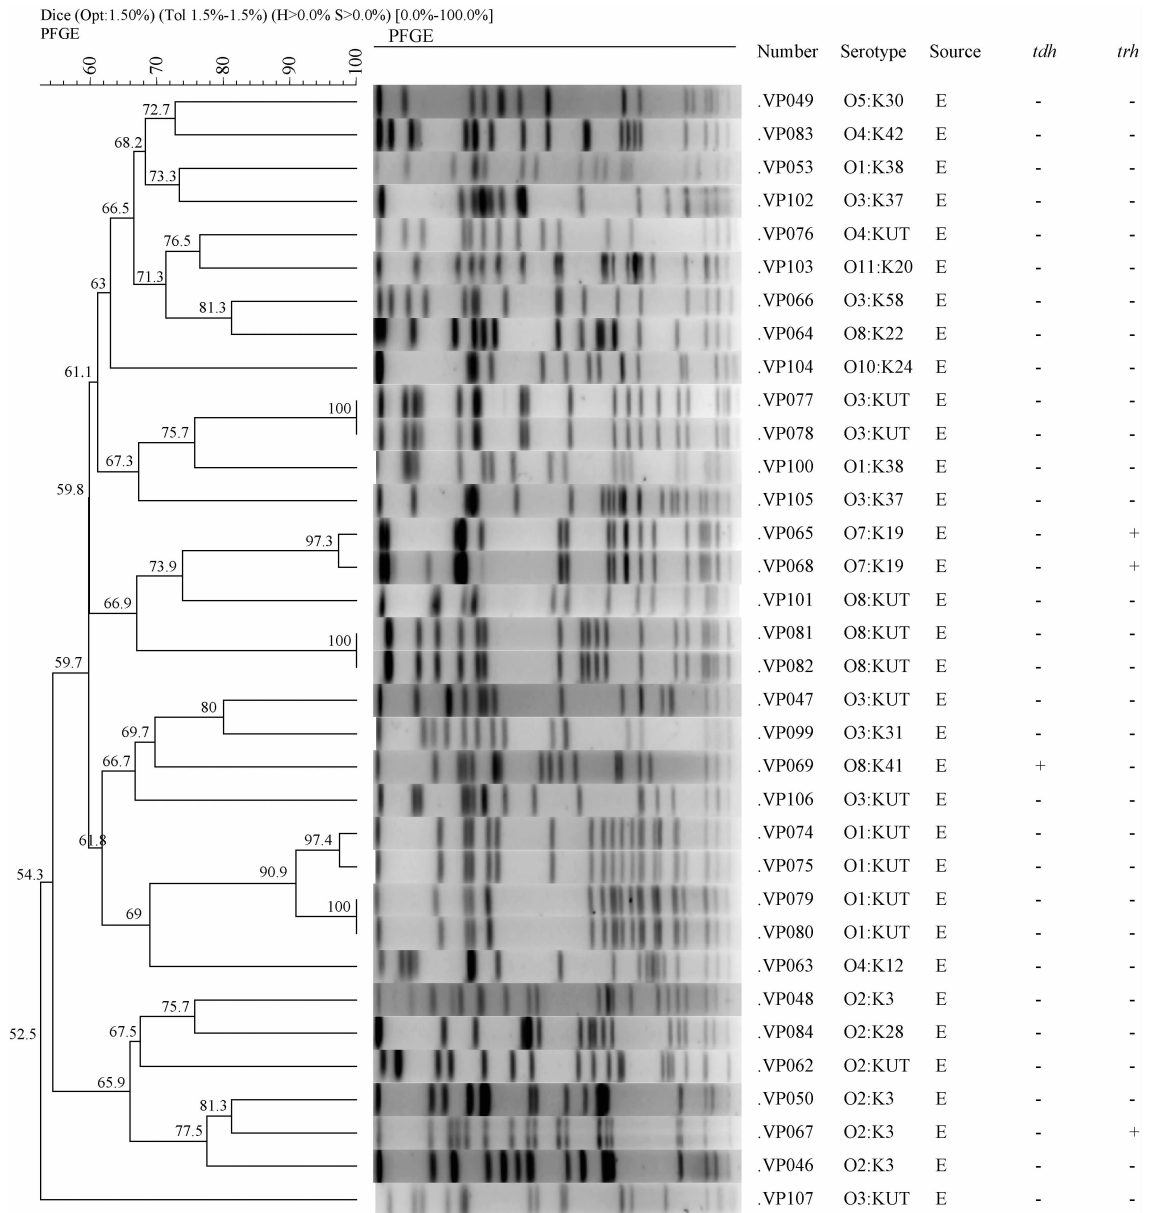 Dice (Opt:1.50%) (Tol 1.5%-1.5%) (H>0.0% S>0.0%) [0.0%-100.0%]
PFGE PFGE
60 70 80 90 100
Number Serotype Source tdh trh
.VP049 O5:K30 E - -
.VP083 O4:K42 E - -
.VP053 O1:K38 E - -
.VP102 O3:K37 E - -
.VP076 O4:KUT E - -
.VP103 O11:K20 E - -
.VP066 O3:K58 E - -
.VP064 O8:K22 E - -
.VP104 O10:K24 E - -
.VP077 O3:KUT E - -
.VP078 O3:KUT E - -
.VP100 O1:K38 E - -
.VP105 O3:K37 E - -
.VP065 O7:K19 E - +
.VP068 O7:K19 E - +
.VP101 O8:KUT E - -
.VP081 O8:KUT E - -
.VP082 O8:KUT E - -
.VP047 O3:KUT E - -
.VP099 O3:K31 E - -
.VP069 O8:K41 E + -
.VP106 O3:KUT E - -
.VP074 O1:KUT E - -
.VP075 O1:KUT E - -
.VP079 O1:KUT E - -
.VP080 O1:KUT E - -
.VP063 O4:K12 E - -
.VP048 O2:K3 E - -
.VP084 O2:K28 E - -
.VP062 O2:KUT E - -
.VP050 O2:K3 E - -
.VP067 O2:K3 E - +
.VP046 O2:K3 E - -
.VP107 O3:KUT E - -
72.7
68.2
73.3
66.5
76.5
71.3
63
81.3
61.1
100
75.7
67.3
59.8
97.3
73.9
66.9
100
59.7
80
69.7
66.7
61.8
97.4
90.9
54.3
100
69
75.7
67.5
52.5
65.9
81.3
77.5